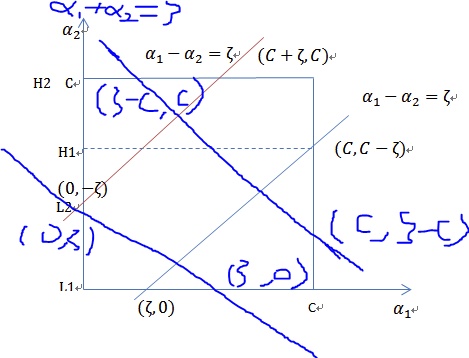 α₁+α₂=ζ
α₂
α₁ − α₂ = ζ
(C + ζ, C)
H2 C
(ζ−C, C)
α₁ − α₂ = ζ
H1
(C, C − ζ)
(0, −ζ)
L2
(0,ζ)
(C, ζ−C)
(ζ,0)
L1
(ζ, 0)
C
α₁